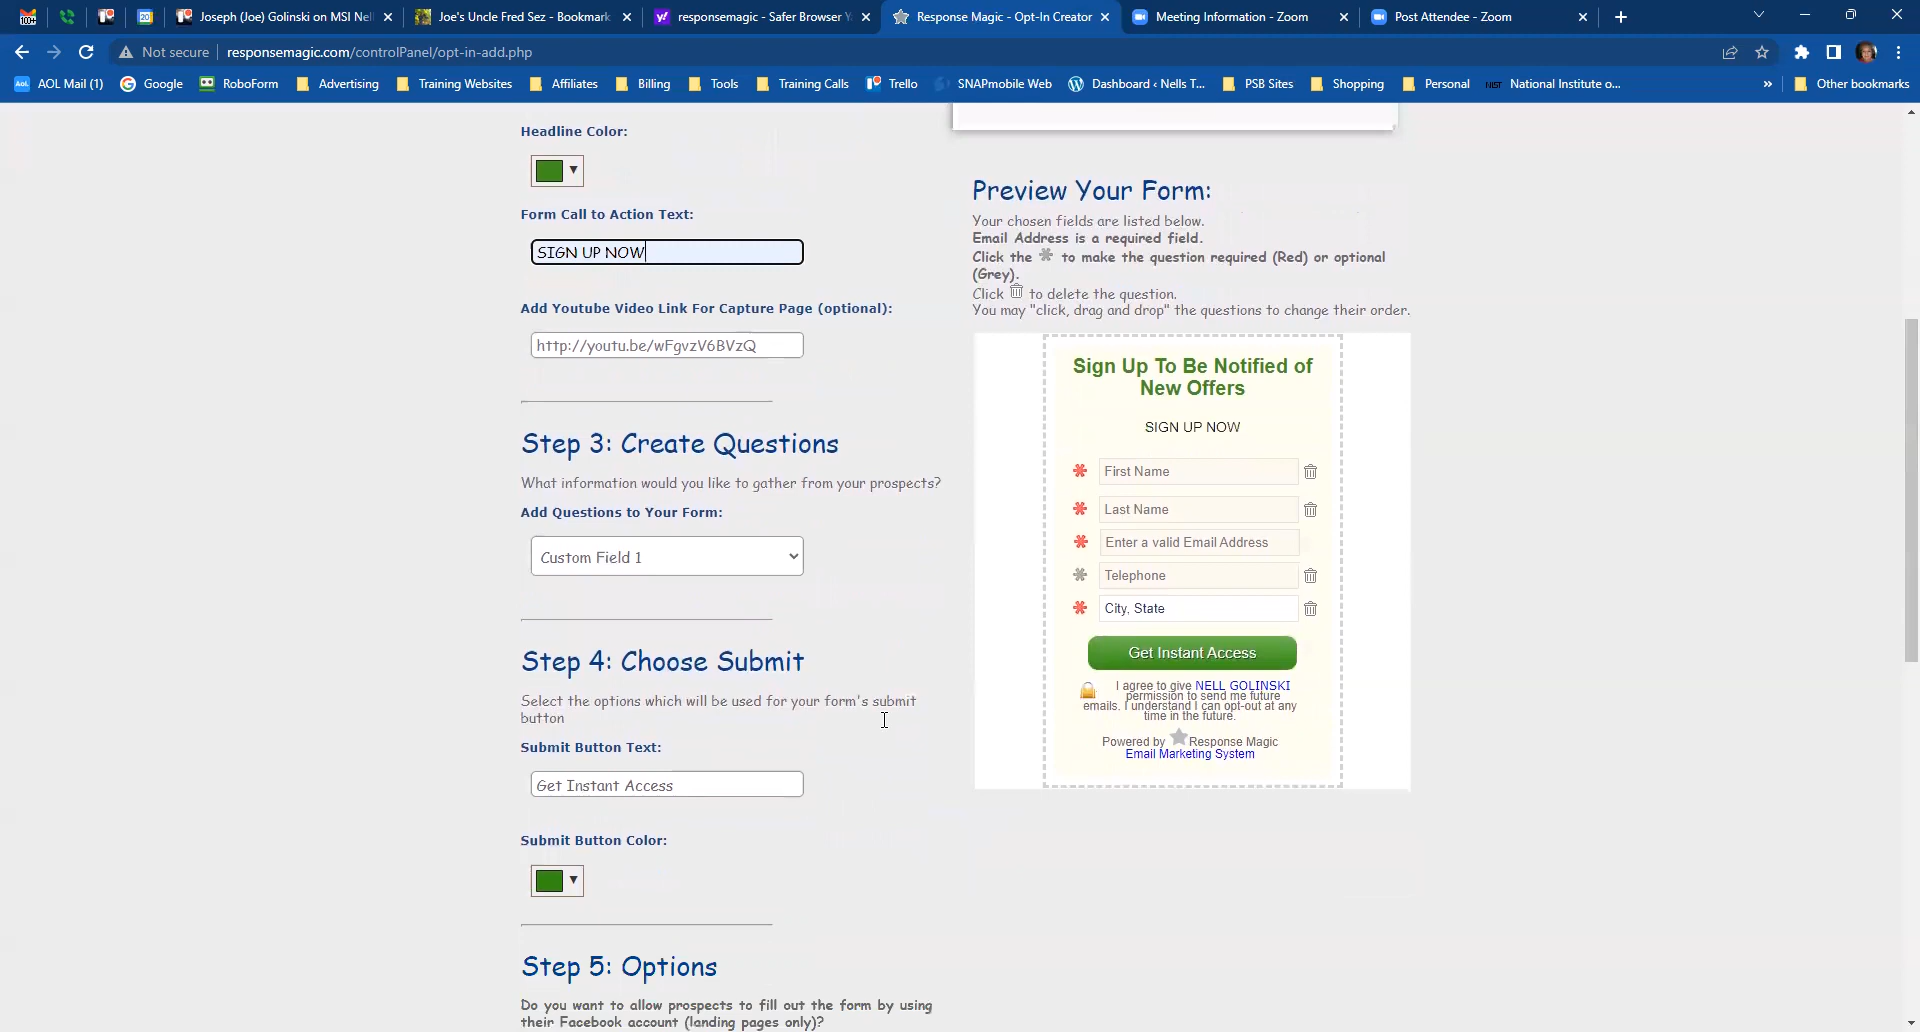 100+
20
Joseph (Joe) Golinski on MSI Nell
Joe's Uncle Fred Sez - Bookmark
responsemagic - Safer Browser Y
Response Magic - Opt-In Creator
Meeting Information - Zoom
Post Attendee - Zoom
Not secure
responsemagic.com/controlPanel/opt-in-add.php
AOL Mail (1)
Google
RoboForm
Advertising
Training Websites
Affiliates
Billing
Tools
Training Calls
Trello
SNAPmobile Web
Dashboard ‹ Nells T...
PSB Sites
Shopping
Personal
NIST
National Institute o...
»
Other bookmarks
Headline Color:
Form Call to Action Text:
SIGN UP NOW
Add Youtube Video Link For Capture Page (optional):
http://youtu.be/wFgvzV6BVzQ
Step 3: Create Questions
What information would you like to gather from your prospects?
Add Questions to Your Form:
Custom Field 1
Step 4: Choose Submit
Select the options which will be used for your form's submit
button
Submit Button Text:
Get Instant Access
Submit Button Color:
Step 5: Options
Do you want to allow prospects to fill out the form by using
their Facebook account (landing pages only)?
Preview Your Form:
Your chosen fields are listed below.
Email Address is a required field.
Click the * to make the question required (Red) or optional
(Grey).
Click to delete the question.
You may "click, drag and drop" the questions to change their order.
Sign Up To Be Notified of
New Offers
SIGN UP NOW
* First Name
* Last Name
* Enter a valid Email Address
* Telephone
* City, State
Get Instant Access
I agree to give NELL GOLINSKI
permission to send me future
emails. I understand I can opt-out at any
time in the future.
Powered by Response Magic
Email Marketing System